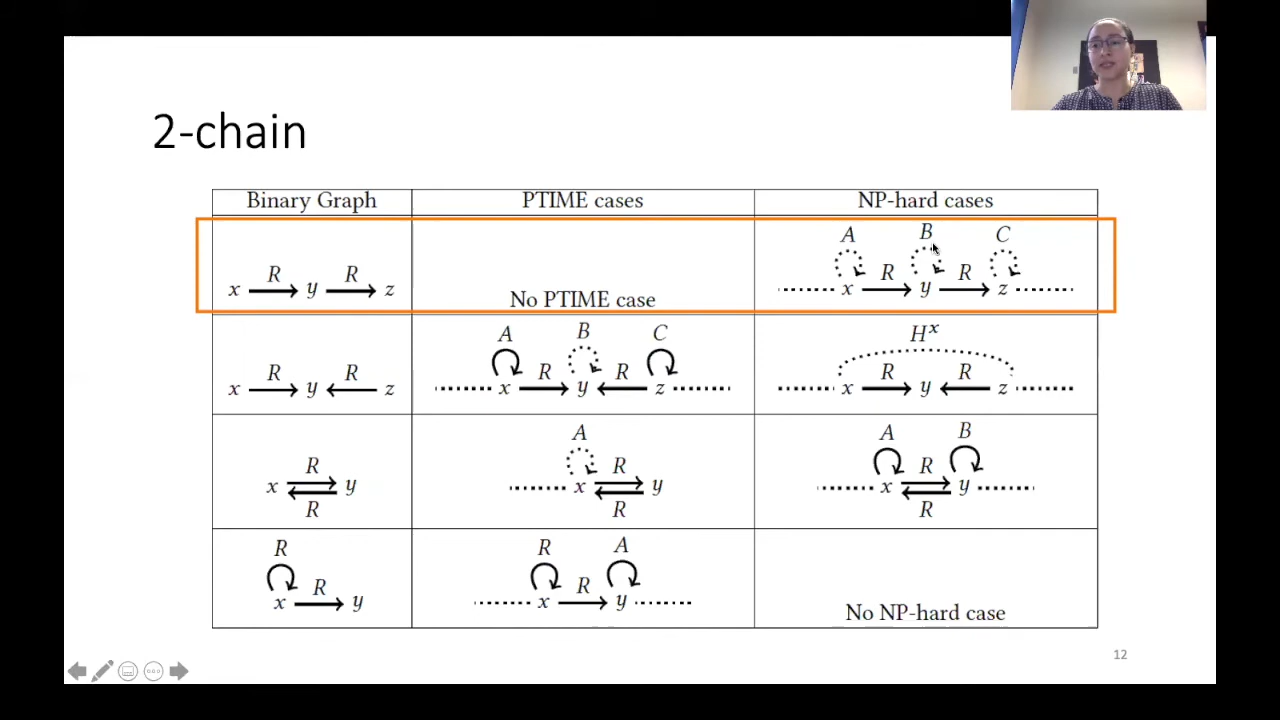 2-chain
Binary Graph PTIME cases NP-hard cases
A B C
x R y R z No PTIME case x R y R z
A B C H^x
x R y R z x R y R z x R y R z
A A B
x R y x R y x R y
R R R
R R A
x R y x R y No NP-hard case
12